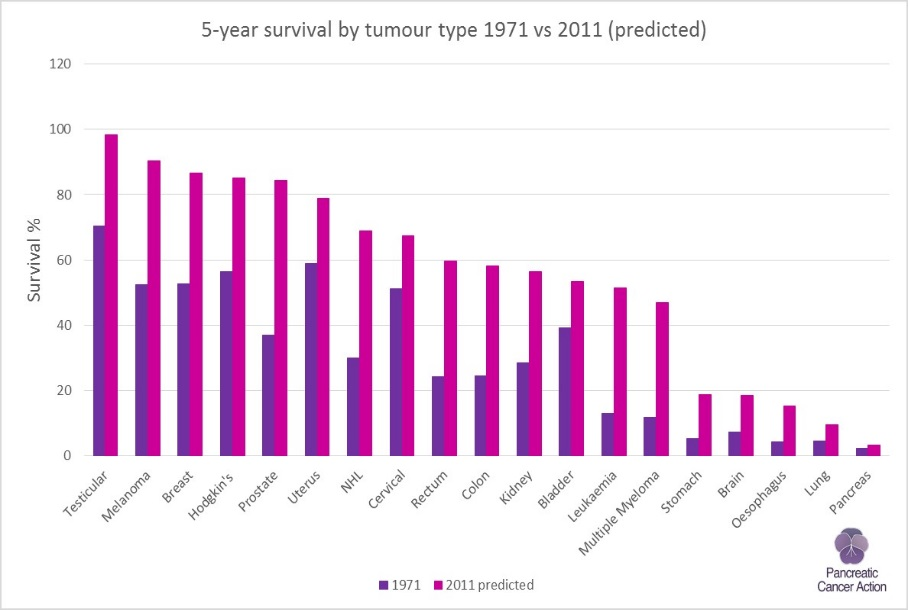 5-year survival by tumour type 1971 vs 2011 (predicted)
120
100
80
60
40
20
0
Survival %
Testicular
Melanoma
Breast
Hodgkin's
Prostate
Uterus
NHL
Cervical
Rectum
Colon
Kidney
Bladder
Leukaemia
Multiple Myeloma
Stomach
Brain
Oesophagus
Lung
Pancreas
1971
2011 predicted
Pancreatic
Cancer Action